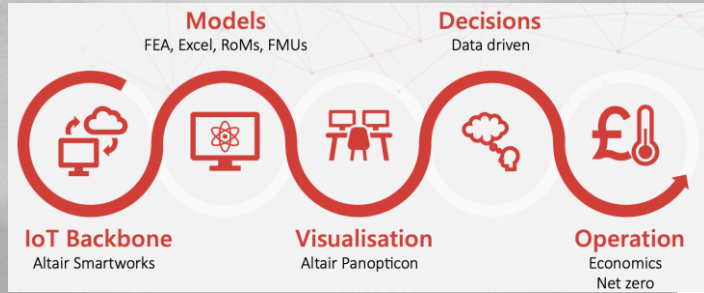 Models
FEA, Excel, RoMs, FMUs
Decisions
Data driven
£
IoT Backbone
Altair Smartworks
Visualisation
Altair Panopticon
Operation
Economics
Net zero